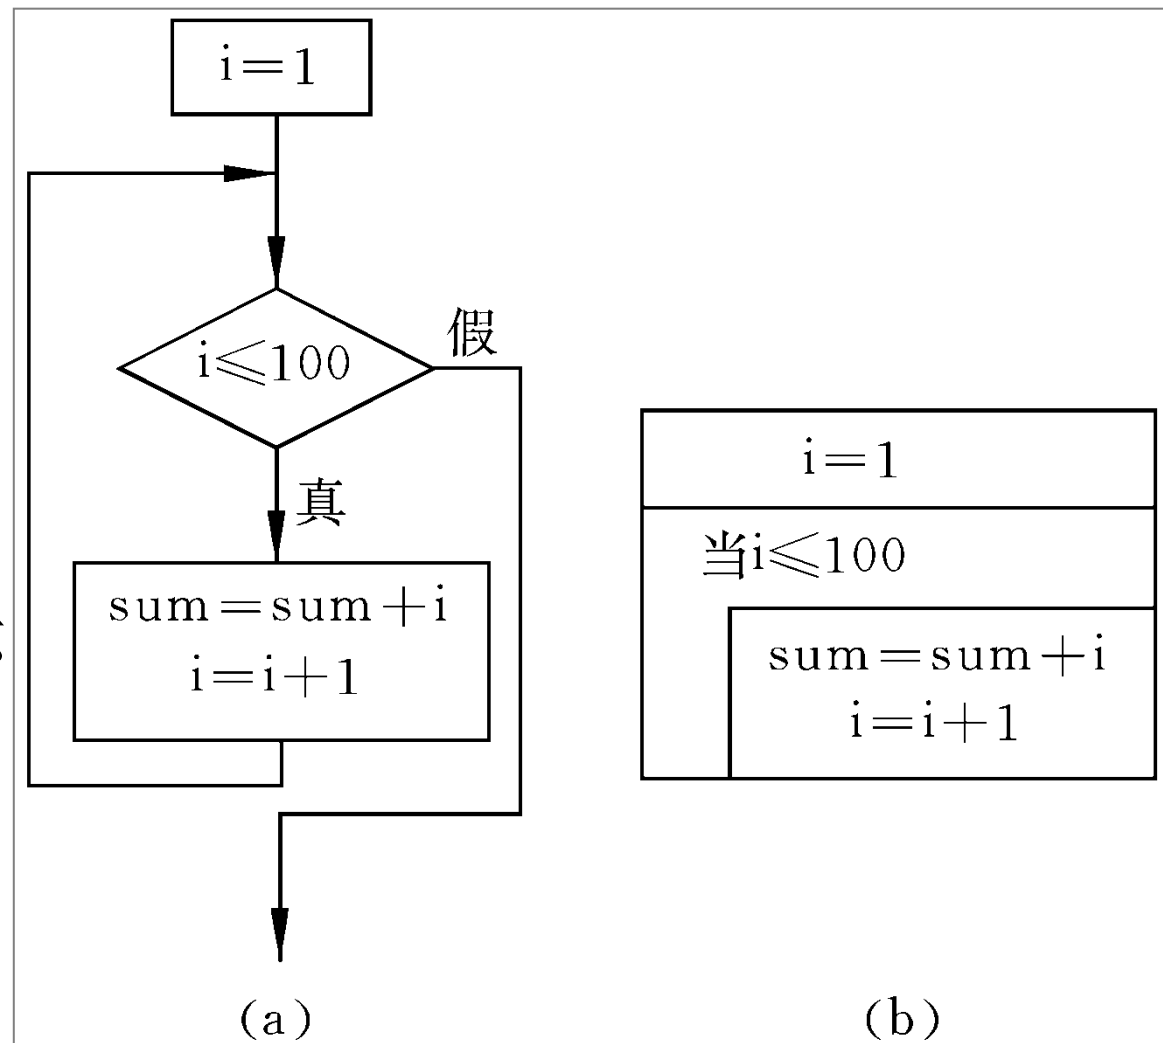 i=1
假
i≤100
真
sum=sum+i
i=i+1
(a)
i=1
当i≤100
sum=sum+i
i=i+1
(b)